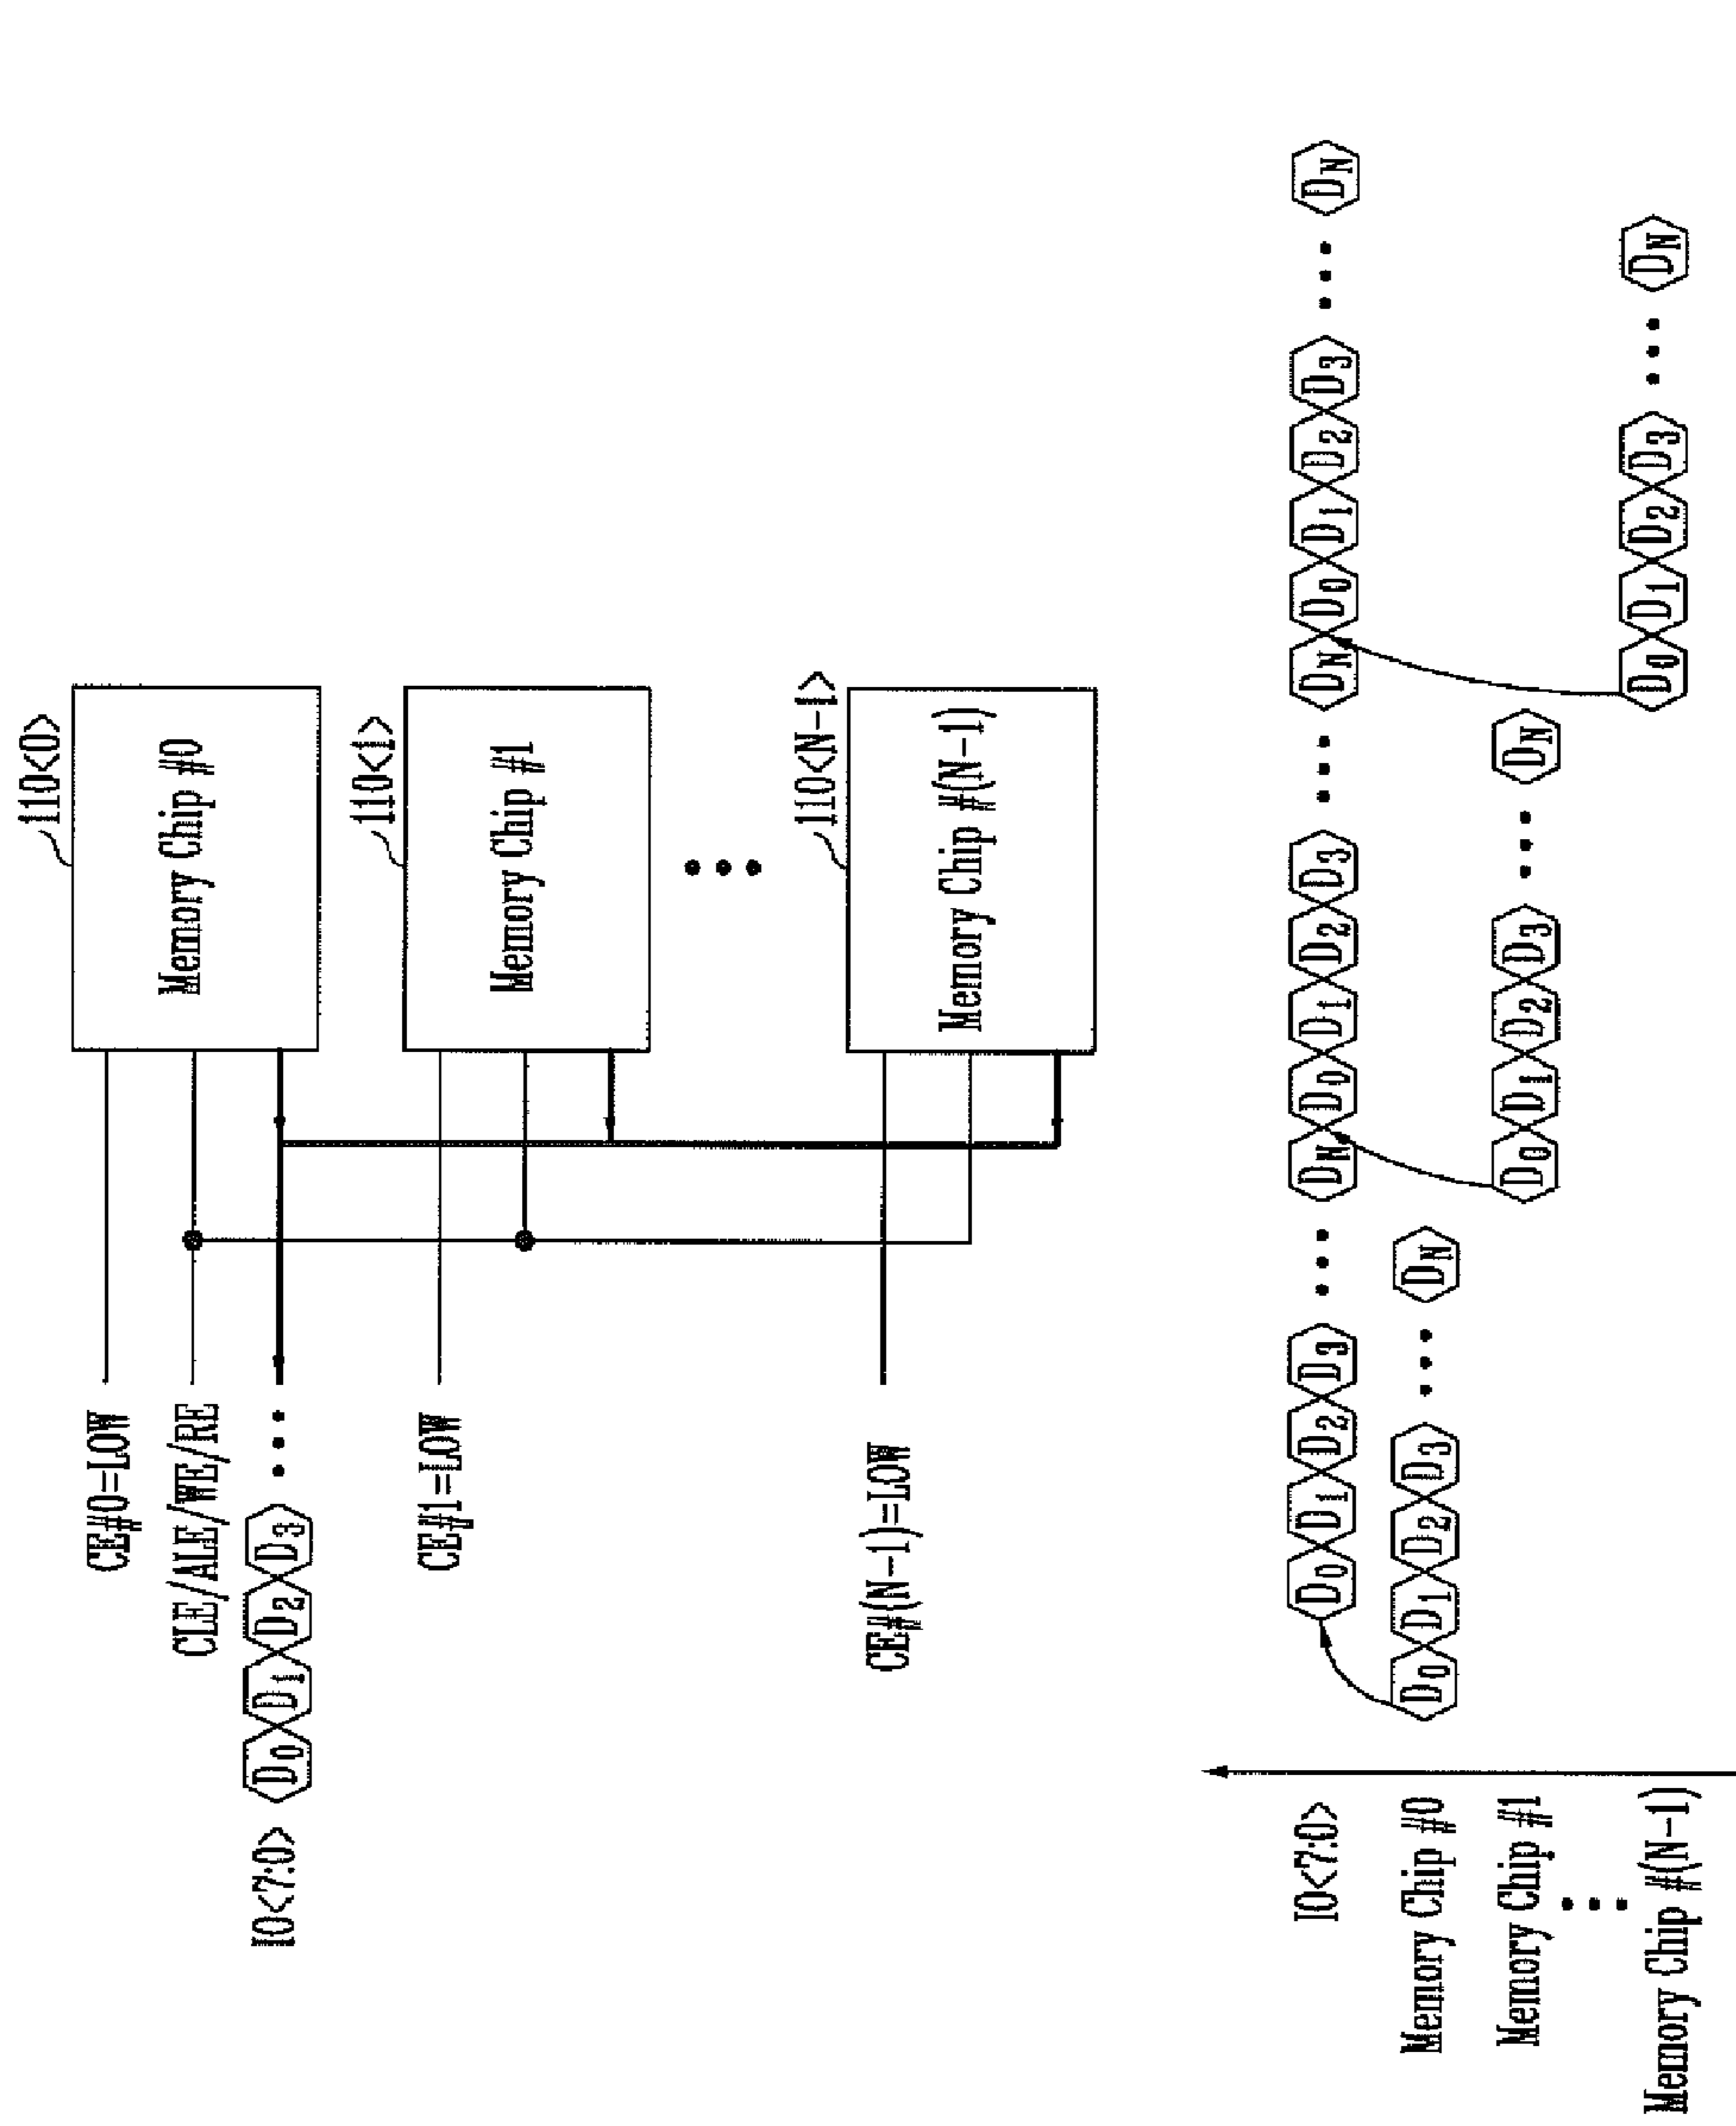 110<0>
Memory Chip #0
CE#0=LOW
CLE/ALE/WE/RE
IO<7:0> D0 D1 D2 D3 • • •
110<1>
Memory Chip #1
CE#1=LOW
• • •
110<N-1>
Memory Chip #(N-1)
CE#(N-1)=LOW
IO<7:0> D0 D1 D2 D3 • • • DN D0 D1 D2 D3 • • • DN D0 D1 D2 D3 • • • DN
Memory Chip #0 D0 D1 D2 D3 • • • DN
Memory Chip #1 D0 D1 D2 D3 • • • DN
• • •
Memory Chip #(N-1) D0 D1 D2 D3 • • • DN